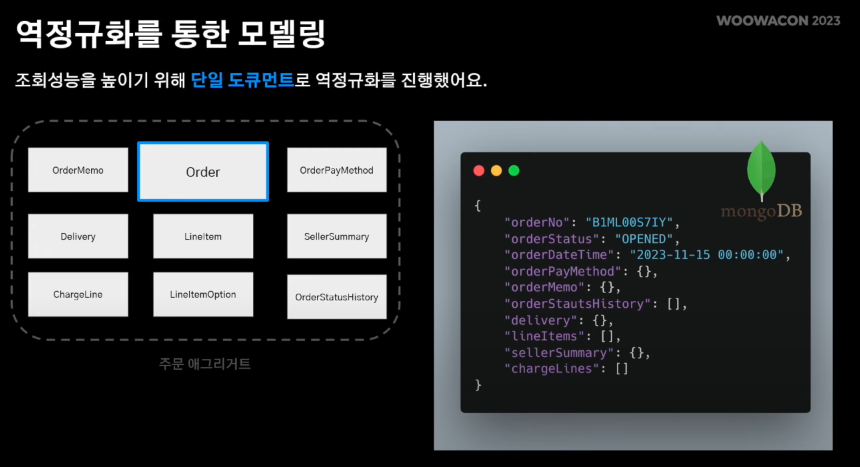 역정규화를 통한 모델링
WOOWACON 2023
조회성능을 높이기 위해 단일 도큐먼트로 역정규화를 진행했어요.
OrderMemo
Order
OrderPayMethod
Delivery
LineItem
SellerSummary
ChargeLine
LineItemOption
OrderStatusHistory
주문 애그리거트
mongoDB
{
"orderNo": "B1ML00S7IY",
"orderStatus": "OPENED",
"orderDateTime": "2023-11-15 00:00:00",
"orderPayMethod": {},
"orderMemo": {},
"orderStautsHistory": [],
"delivery": {},
"lineItems": [],
"sellerSummary": {},
"chargeLines": []
}